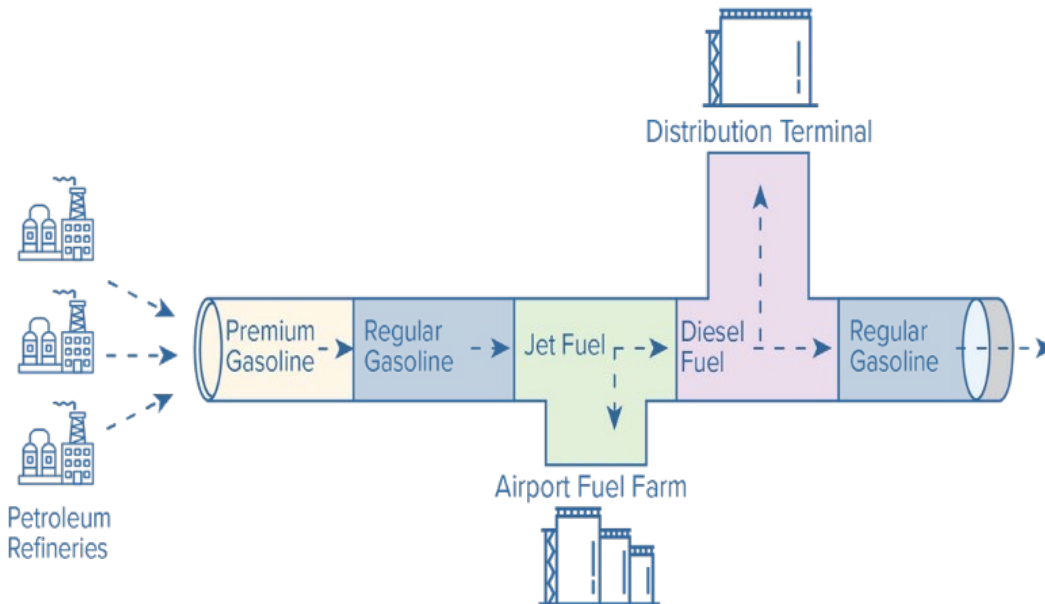 Distribution Terminal
Premium
Gasoline
Regular
Gasoline
Jet Fuel
Diesel
Fuel
Regular
Gasoline
Airport Fuel Farm
Petroleum
Refineries